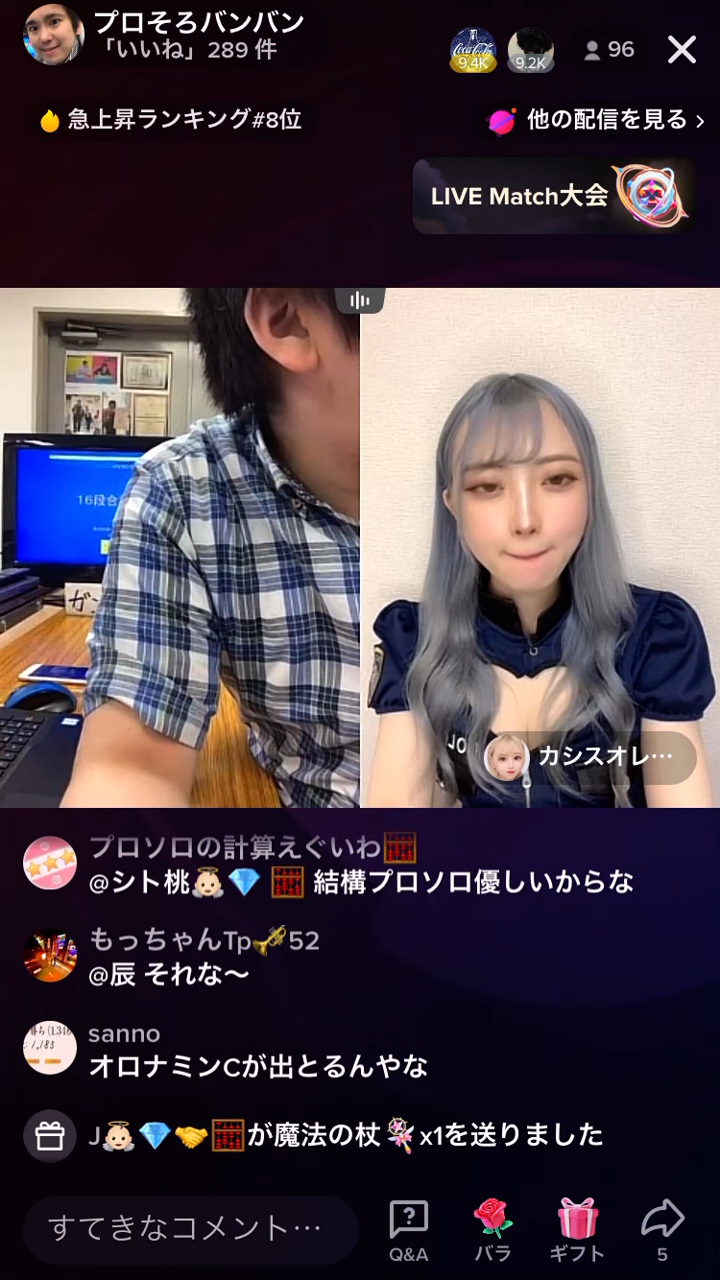 プロそろバンバン
「いいね」289 件
9.4K
9.2K
96
急上昇ランキング#8位
他の配信を見る
LIVE Match大会
16段合
ガ
JO
カシスオレ…
プロソロの計算えぐいわ🧮
@シト桃👼🏻💎🧮 結構プロソロ優しいからな
もっちゃんTp🎺52
@辰 それな〜
sanno
オロナミンCが出とるんやな
J👼🏻💎🤝🧮が魔法の杖x1を送りました
すてきなコメント…
Q&A
バラ
ギフト
5